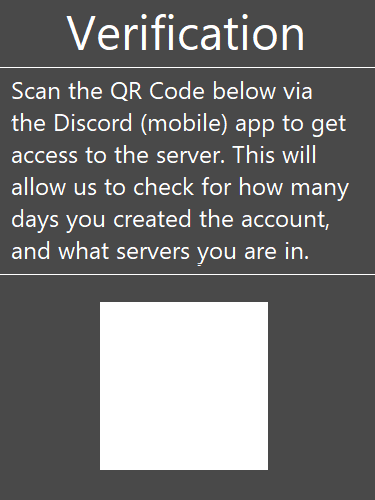 Verification
Scan the QR Code below via
the Discord (mobile) app to get
access to the server. This will
allow us to check for how many
days you created the account,
and what servers you are in.